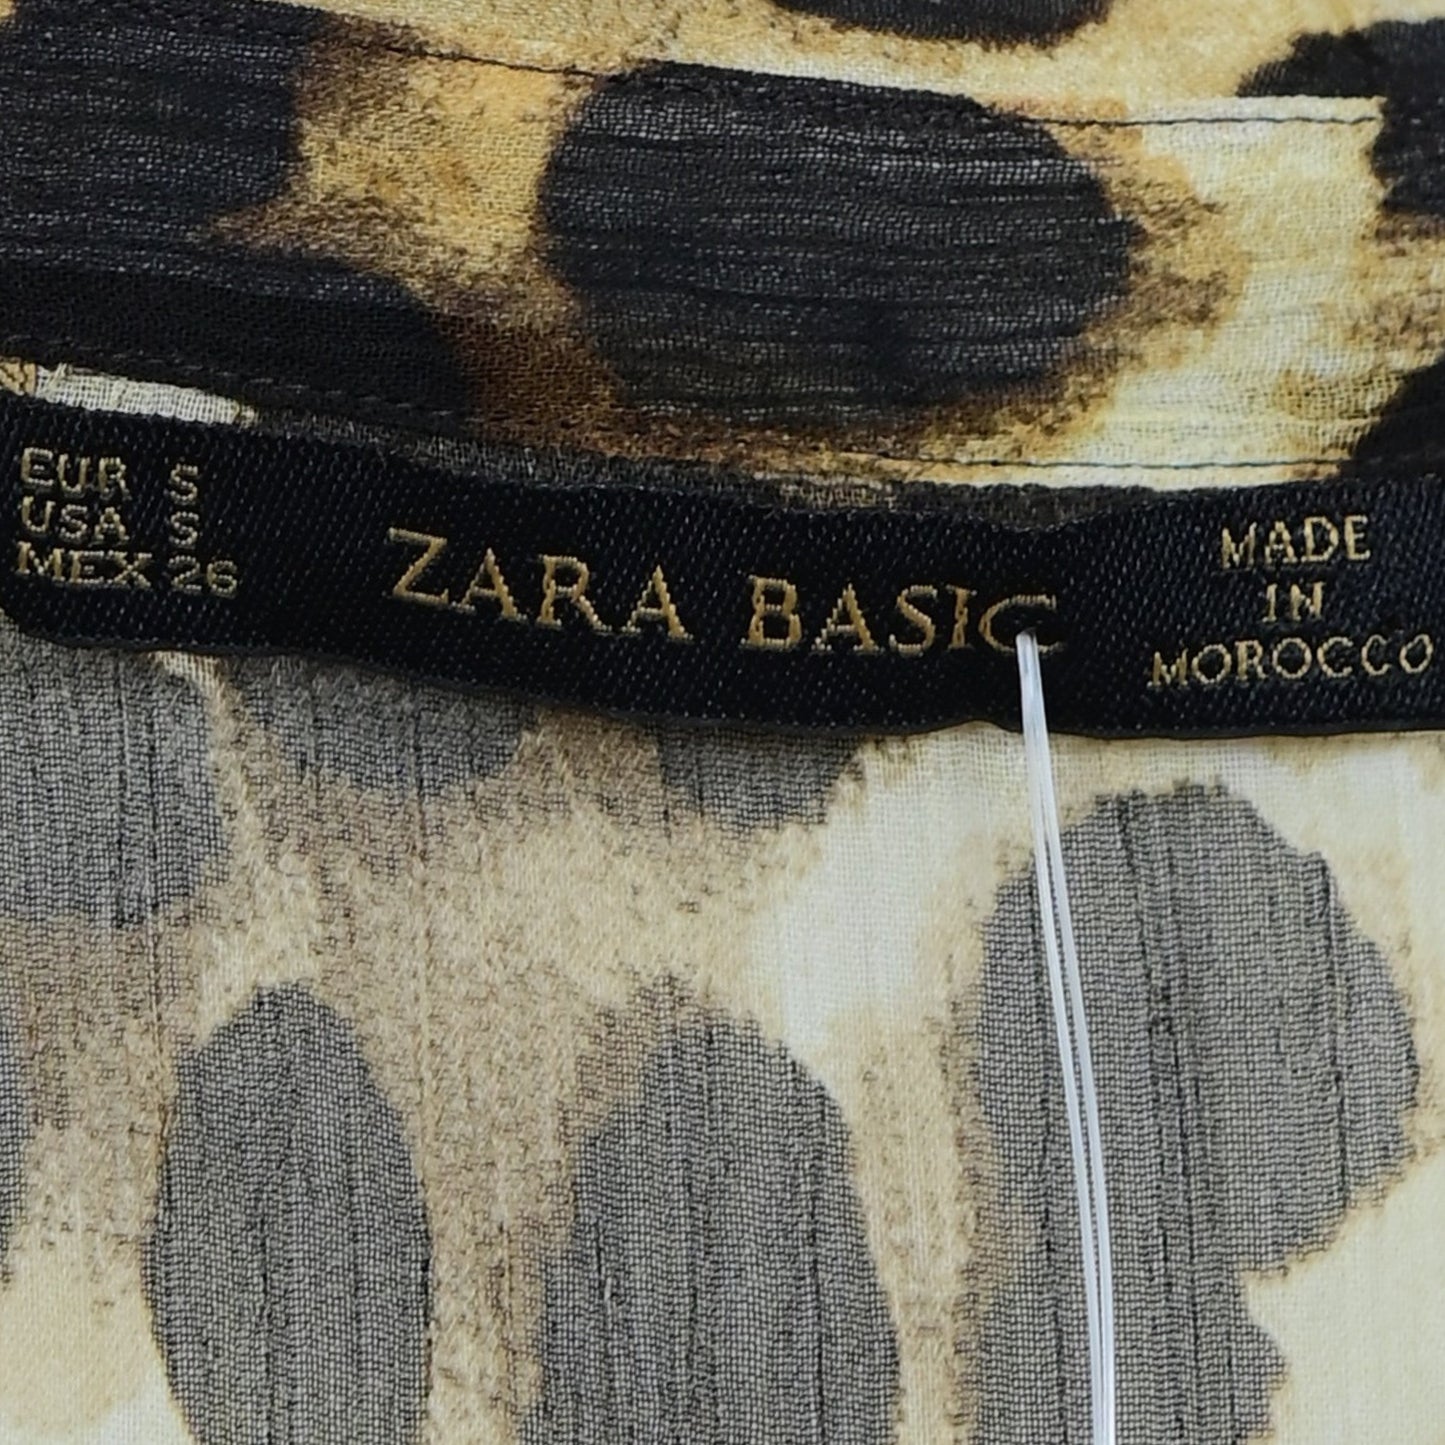 EUR S
USA S
MEX 26
ZARA BASIC
MADE
IN
MOROCCO